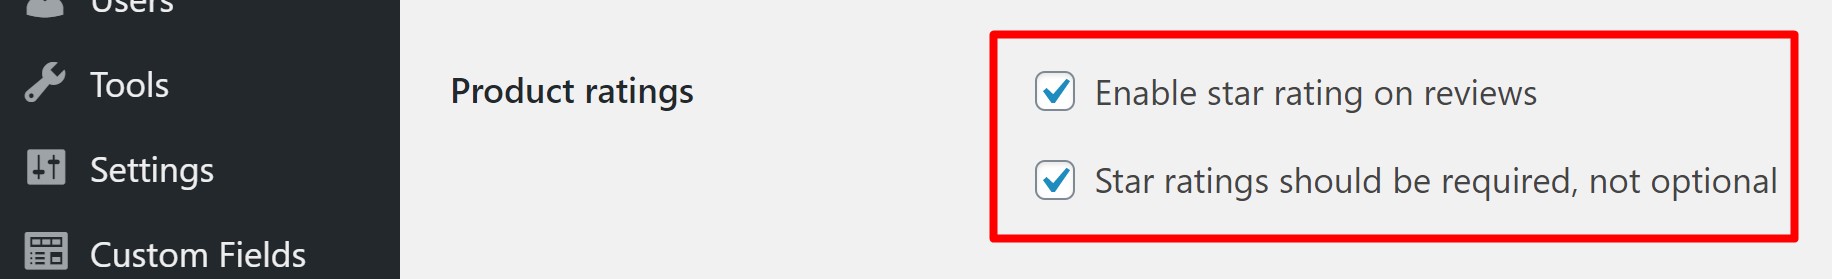 Users
Tools
Settings
Custom Fields
Product ratings
Enable star rating on reviews
Star ratings should be required, not optional